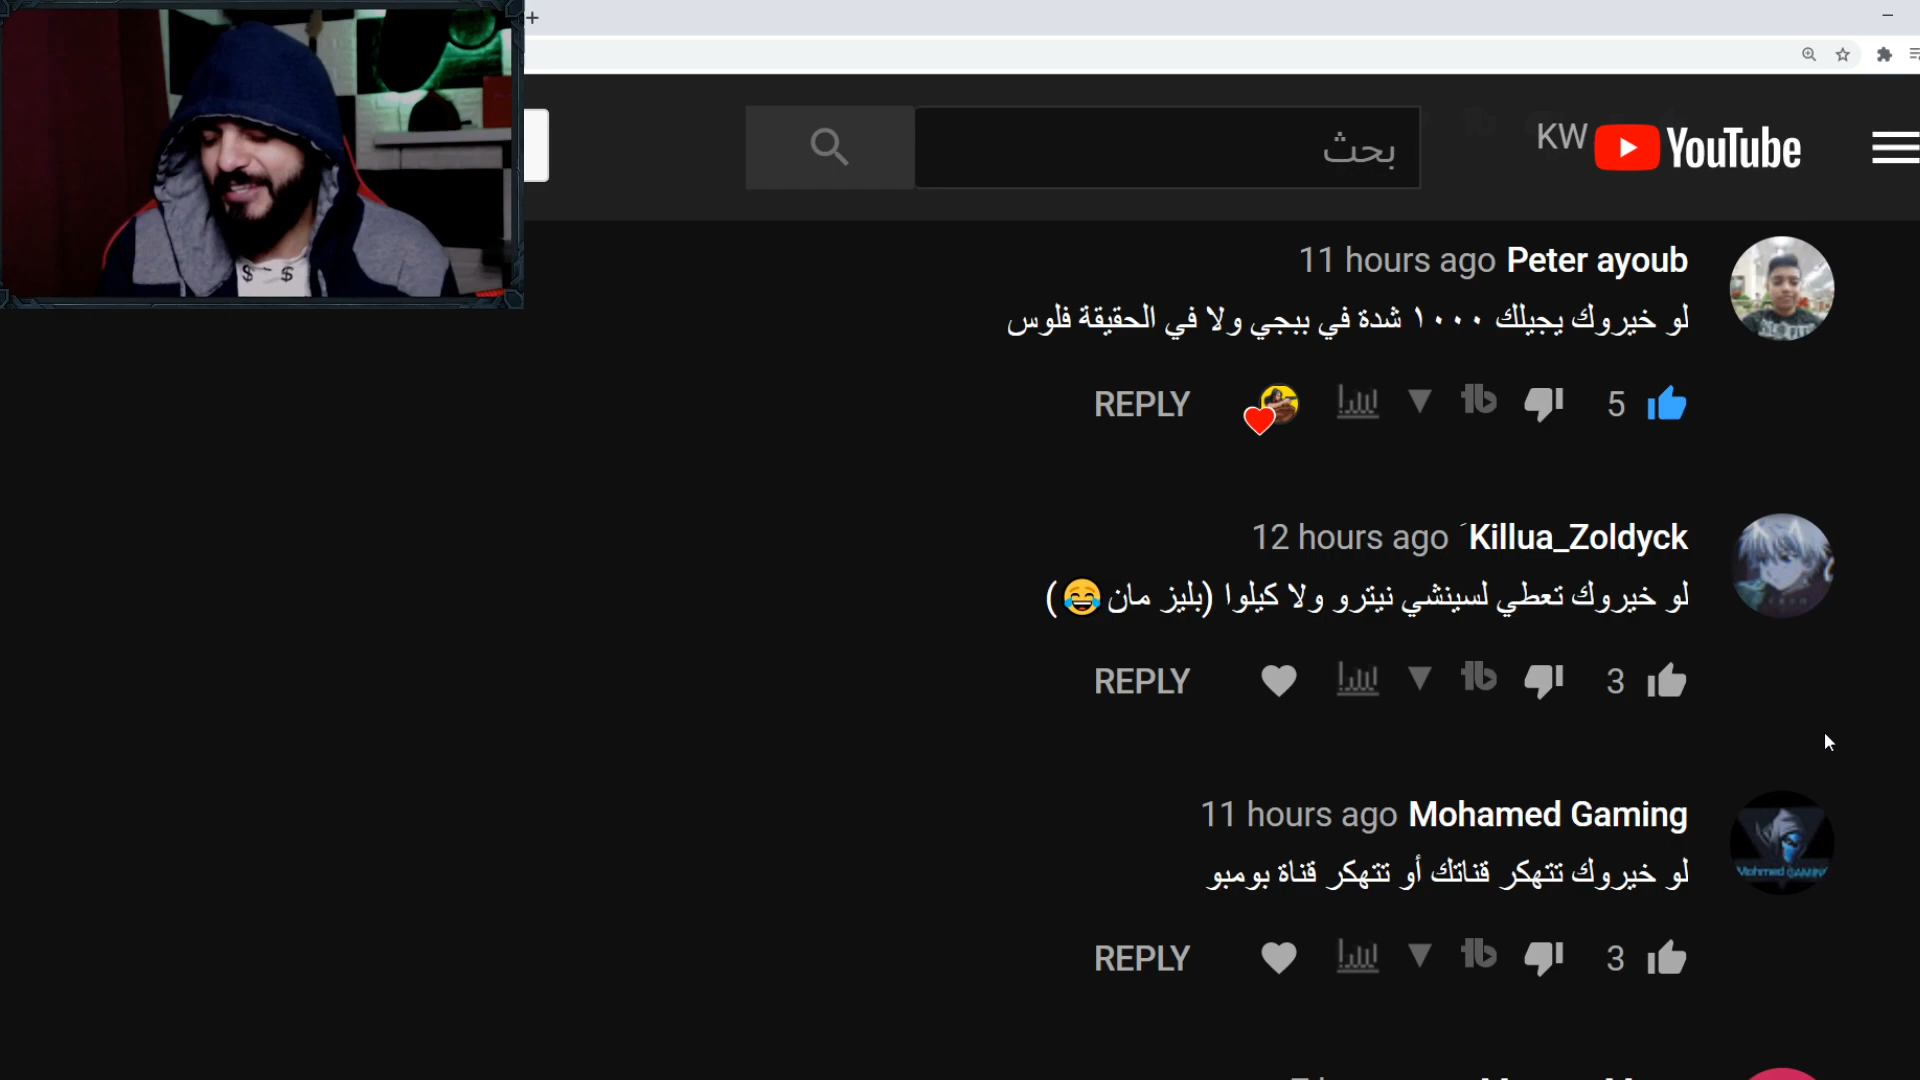 بحث
YouTube KW
Peter ayoub 11 hours ago
لو خيروك يجيلك ١٠٠٠ شدة في ببجي ولا في الحقيقة فلوس
5 REPLY
Killua_Zoldyck 12 hours ago
لو خيروك تعطي لسينشي نيترو ولا كيلوا (بليز مان😂)
3 REPLY
Mohamed Gaming 11 hours ago
لو خيروك تتهكر قناتك أو تتهكر قناة بومبو
3 REPLY
$ $